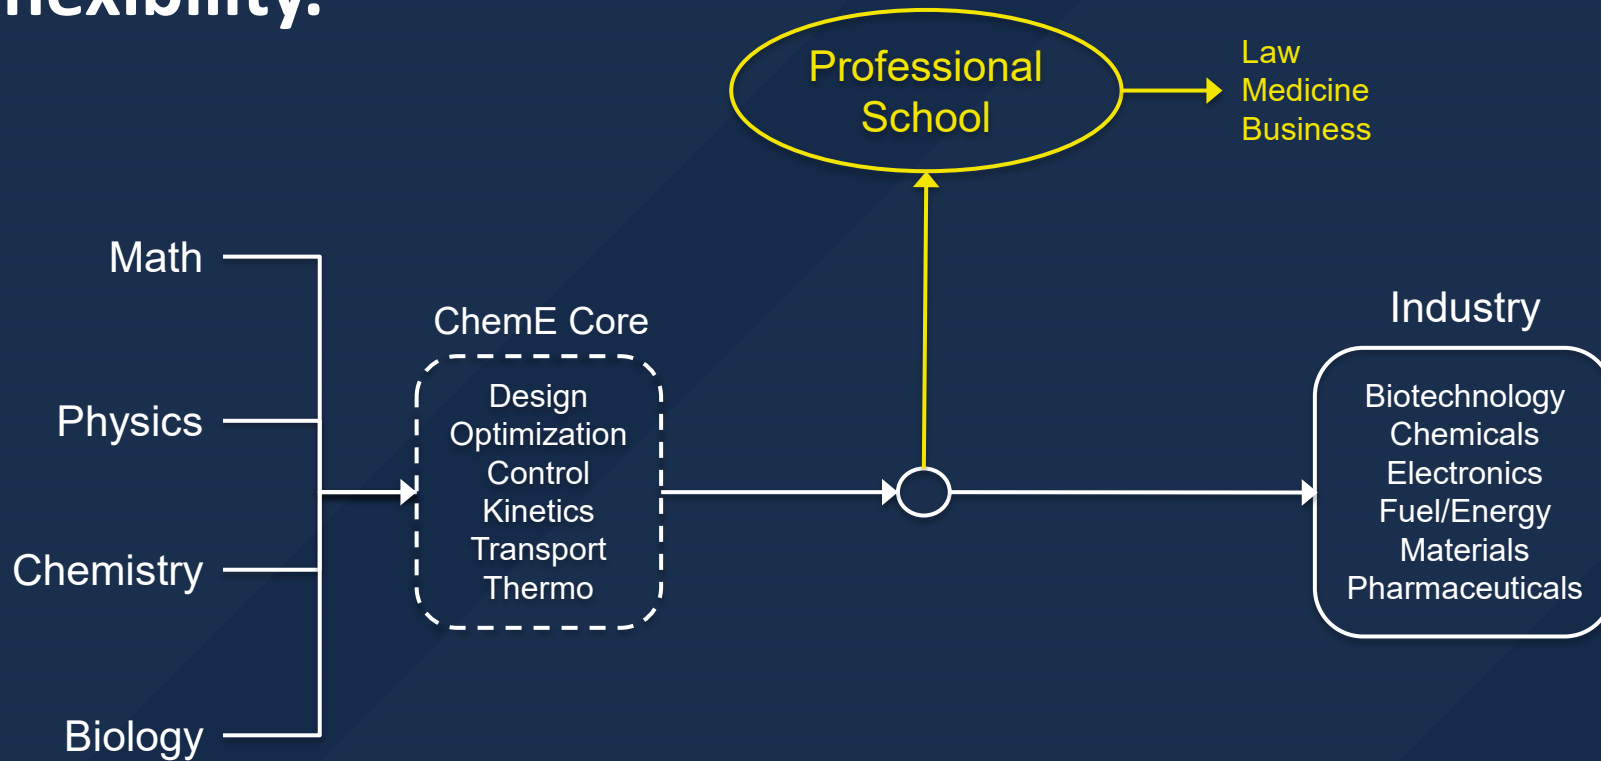 flexibility.
Professional
School
Law
Medicine
Business
Math
Physics
Chemistry
Biology
ChemE Core
Design
Optimization
Control
Kinetics
Transport
Thermo
Industry
Biotechnology
Chemicals
Electronics
Fuel/Energy
Materials
Pharmaceuticals